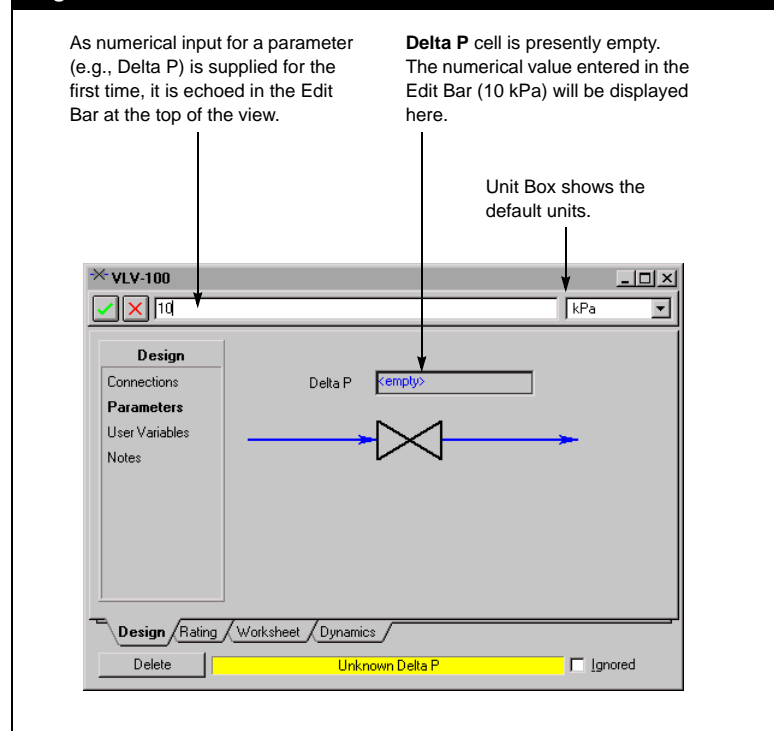 As numerical input for a parameter
(e.g., Delta P) is supplied for the
first time, it is echoed in the Edit
Bar at the top of the view.
Delta P cell is presently empty.
The numerical value entered in the
Edit Bar (10 kPa) will be displayed
here.
Unit Box shows the
default units.
VLV-100
10
kPa
Design
Connections
Parameters
User Variables
Notes
Delta P
<empty>
Design
Rating
Worksheet
Dynamics
Delete
Unknown Delta P
Ignored